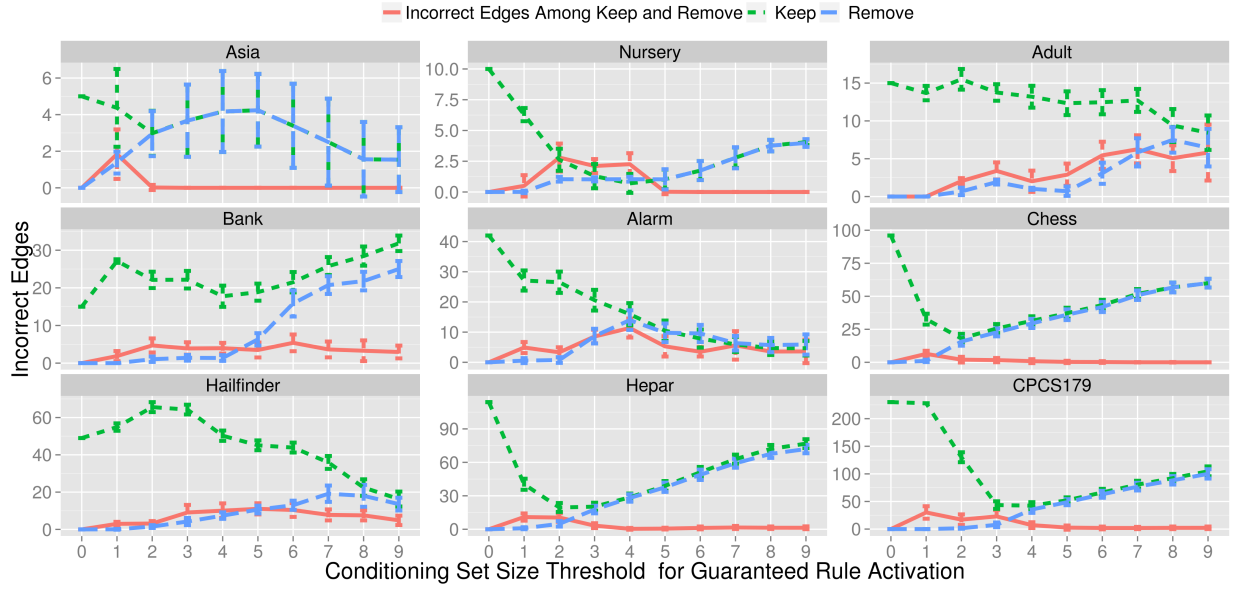 Incorrect Edges Among Keep and Remove Keep Remove
Asia Nursery Adult
6 4 2 0
10.0 7.5 5.0 2.5 0.0
15 10 5 0
Bank Alarm Chess
30 20 10 0
40 30 20 10 0
100 75 50 25 0
Hailfinder Hepar CPCS179
60 40 20 0
90 60 30 0
200 150 100 50 0
0 1 2 3 4 5 6 7 8 9
0 1 2 3 4 5 6 7 8 9
0 1 2 3 4 5 6 7 8 9
Incorrect Edges
Conditioning Set Size Threshold for Guaranteed Rule Activation